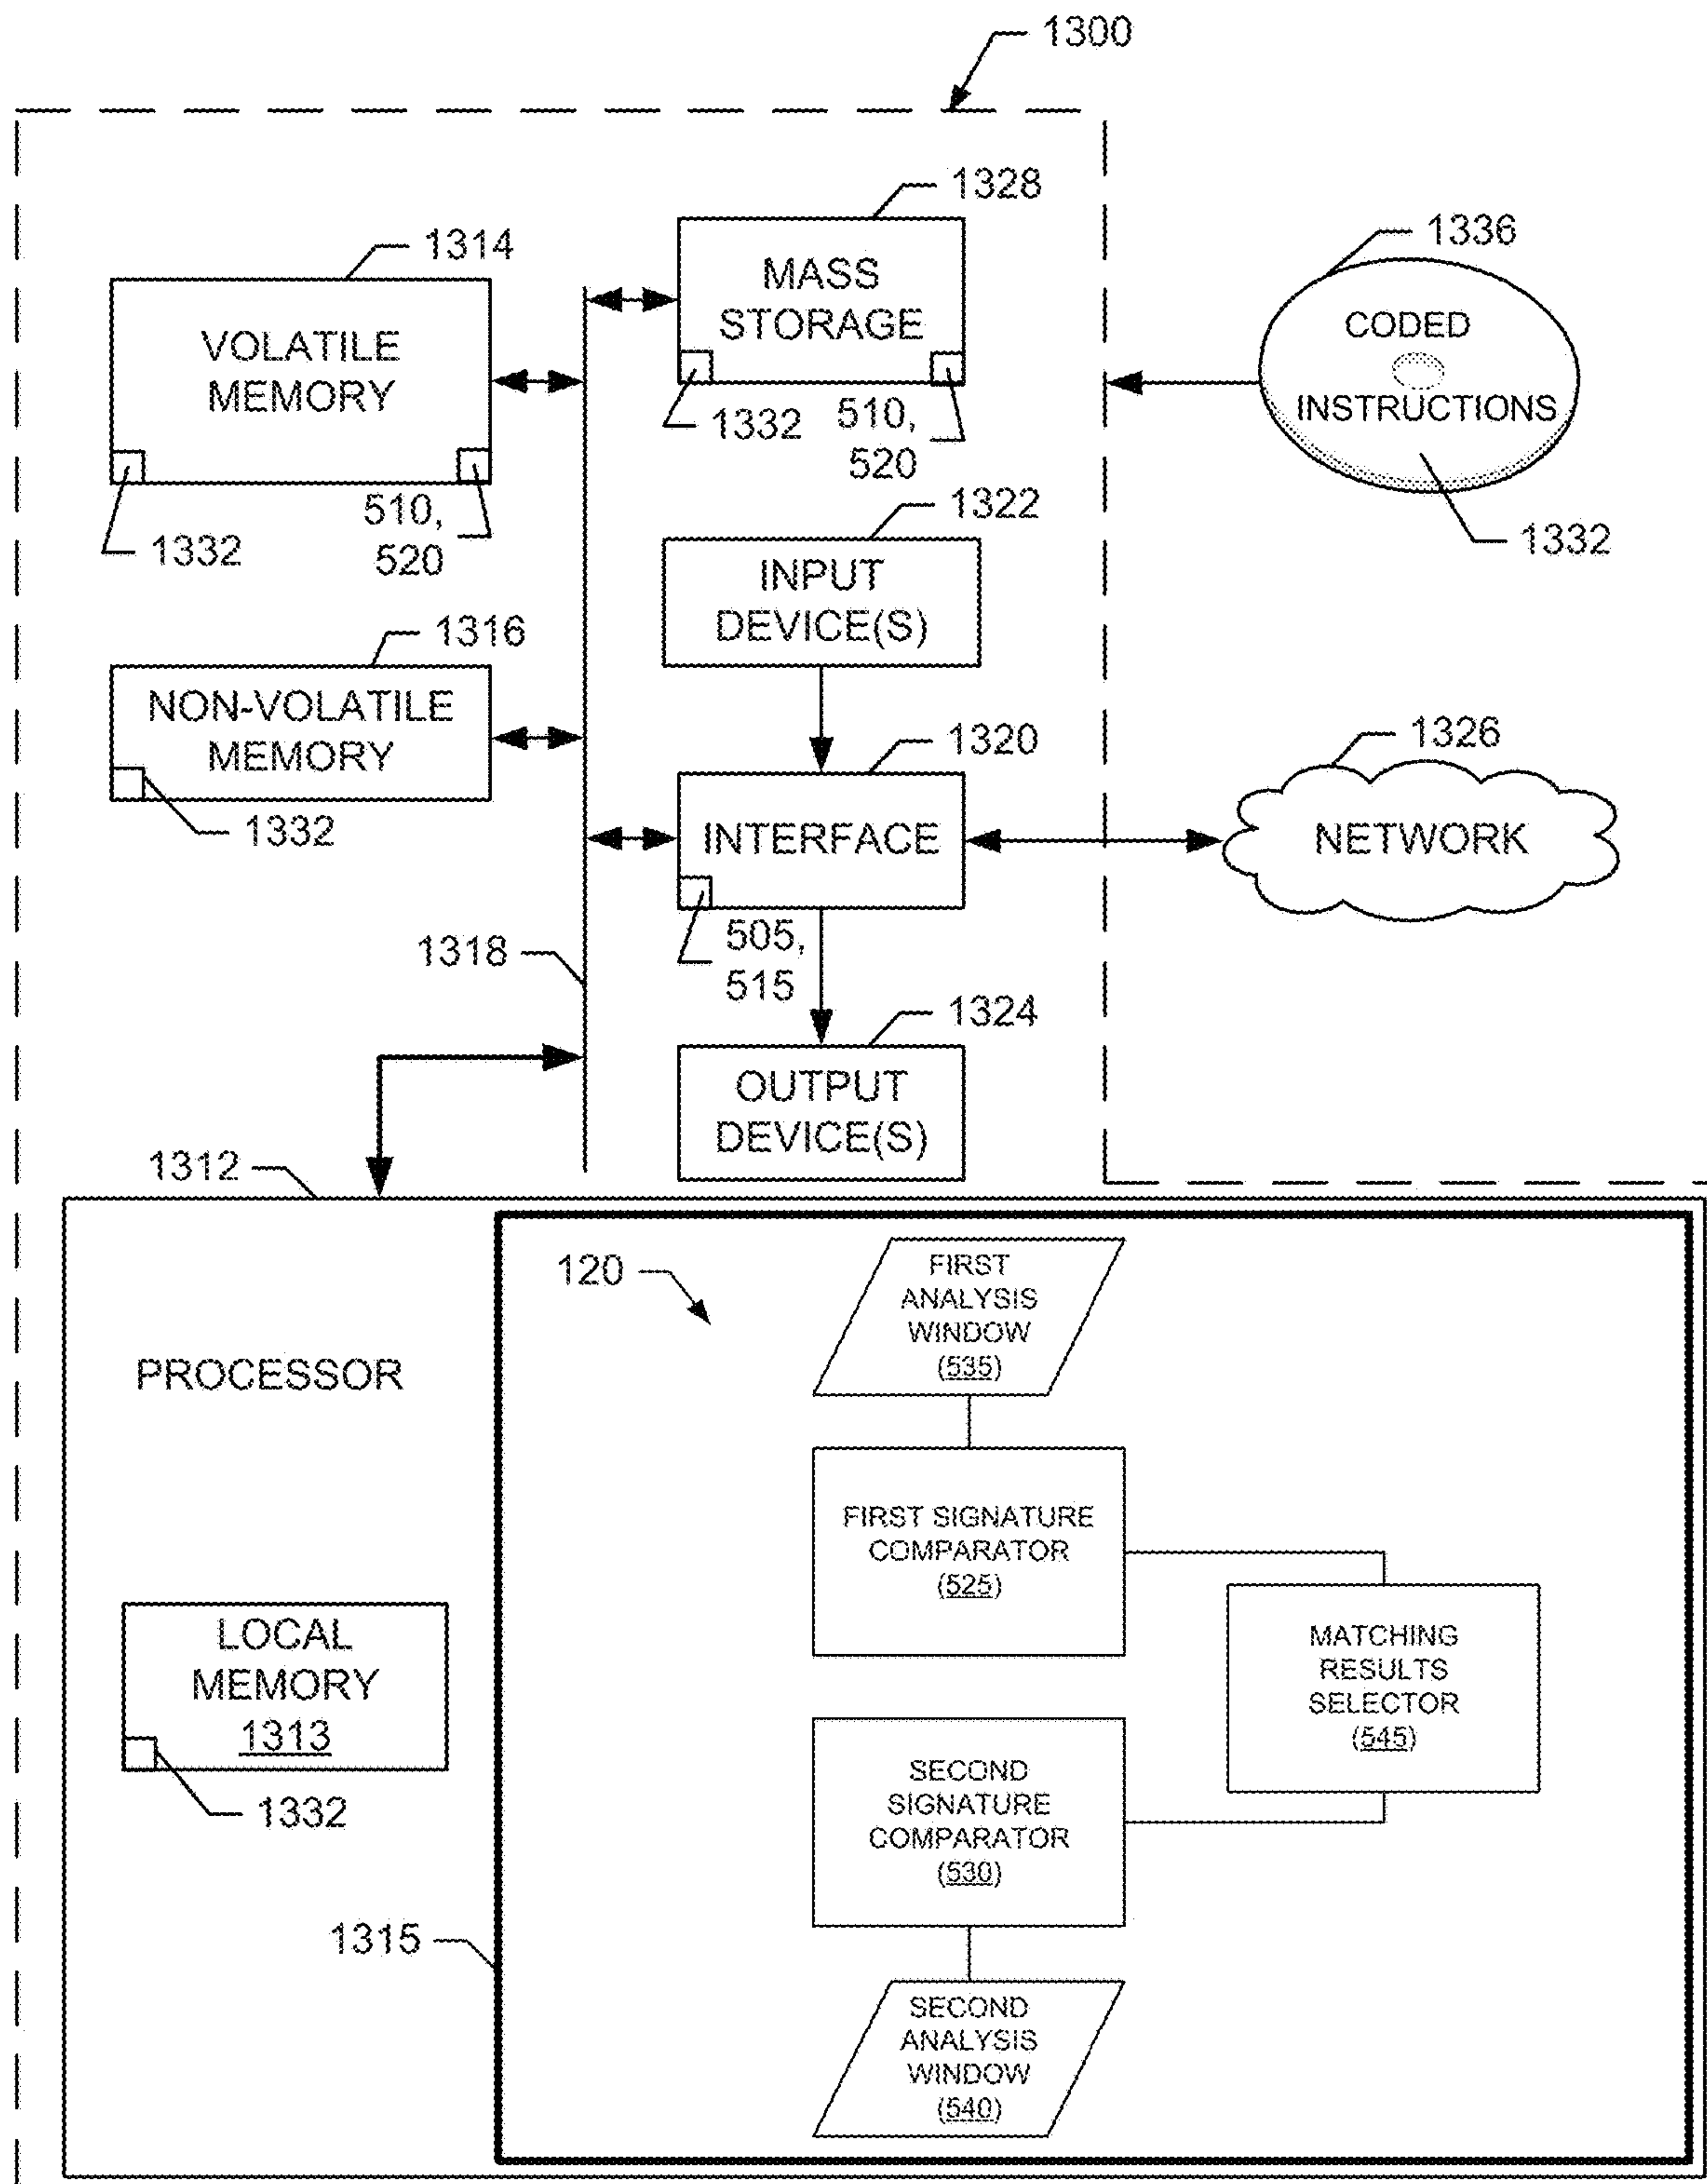 1300
1328
1314
MASS
STORAGE
VOLATILE
MEMORY
1336
CODED
INSTRUCTIONS
1332
1332
510,
520
510,
520
1332
1322
INPUT
DEVICE(S)
1316
NON-VOLATILE
MEMORY
1332
1320
INTERFACE
505,
515
1326
NETWORK
1318
1324
OUTPUT
DEVICE(S)
1312
PROCESSOR
120
FIRST
ANALYSIS
WINDOW
(535)
FIRST SIGNATURE
COMPARATOR
(525)
MATCHING
RESULTS
SELECTOR
(545)
LOCAL
MEMORY
1313
1332
SECOND
SIGNATURE
COMPARATOR
(530)
1315
SECOND
ANALYSIS
WINDOW
(540)